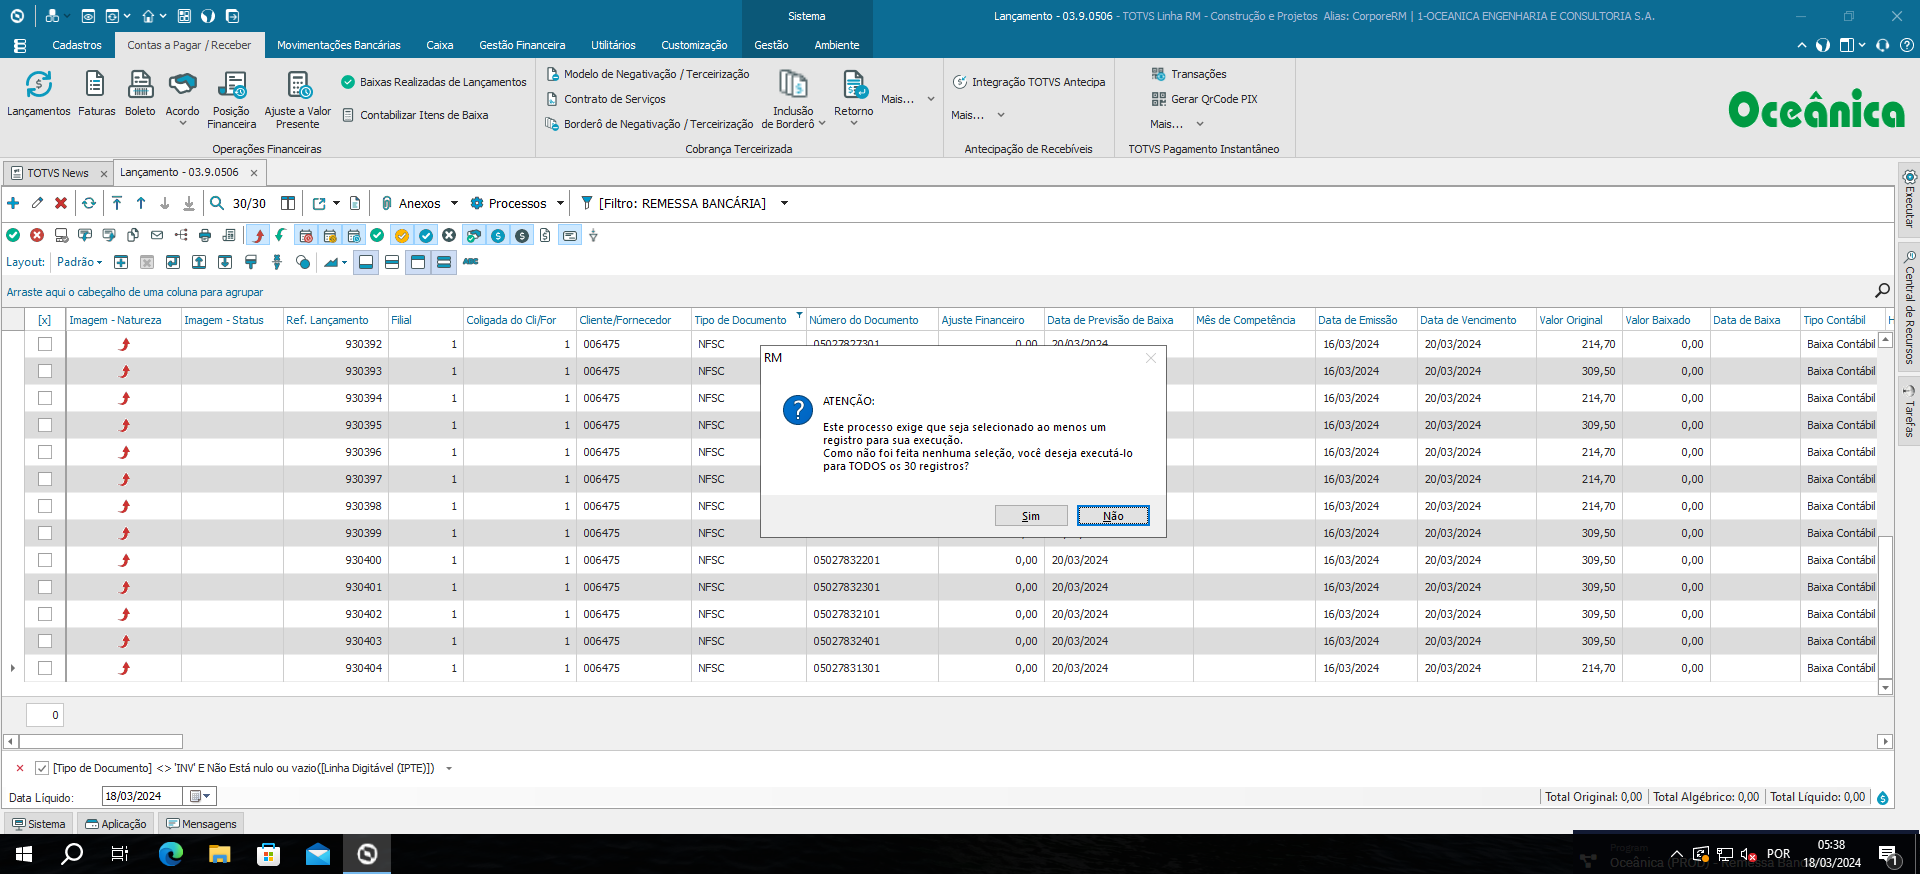 Sistema
Lançamento - 03.9.0506 - TOTVS Linha RM - Construção e Projetos Alias: CorporeRM | 1-OCEANICA ENGENHARIA E CONSULTORIA S.A.
Cadastros Contas a Pagar / Receber Movimentações Bancárias Caixa Gestão Financeira Utilitários Customização Gestão Ambiente
Lançamentos Faturas Boleto Acordo Posição Financeira Ajuste a Valor Presente
Baixas Realizadas de Lançamentos
Contabilizar Itens de Baixa
Operações Financeiras
Modelo de Negativação / Terceirização
Contrato de Serviços
Borderô de Negativação / Terceirização
Inclusão de Borderô Retorno Mais...
Cobrança Terceirizada
Integração TOTVS Antecipa
Mais...
Antecipação de Recebíveis
Transações
Gerar QrCode PIX
Mais...
TOTVS Pagamento Instantâneo
Oceânica
TOTVS News Lançamento - 03.9.0506
30/30 Anexos Processos [Filtro: REMESSA BANCÁRIA]
Layout: Padrão ABC
Arraste aqui o cabeçalho de uma coluna para agrupar
[x] Imagem - Natureza Imagem - Status Ref. Lançamento Filial Coligada do Cli/For Cliente/Fornecedor Tipo de Documento Número do Documento Ajuste Financeiro Data de Previsão de Baixa Mês de Competência Data de Emissão Data de Vencimento Valor Original Valor Baixado Data de Baixa Tipo Contábil H
930392 1 1 006475 NFSC 05027827301 0,00 20/03/2024 16/03/2024 20/03/2024 214,70 0,00 Baixa Contábil
930393 1 1 006475 NFSC 16/03/2024 20/03/2024 309,50 0,00 Baixa Contábil
930394 1 1 006475 NFSC 16/03/2024 20/03/2024 214,70 0,00 Baixa Contábil
930395 1 1 006475 NFSC 16/03/2024 20/03/2024 309,50 0,00 Baixa Contábil
930396 1 1 006475 NFSC 16/03/2024 20/03/2024 214,70 0,00 Baixa Contábil
930397 1 1 006475 NFSC 16/03/2024 20/03/2024 214,70 0,00 Baixa Contábil
930398 1 1 006475 NFSC 16/03/2024 20/03/2024 214,70 0,00 Baixa Contábil
930399 1 1 006475 NFSC 16/03/2024 20/03/2024 309,50 0,00 Baixa Contábil
930400 1 1 006475 NFSC 05027832201 0,00 20/03/2024 16/03/2024 20/03/2024 309,50 0,00 Baixa Contábil
930401 1 1 006475 NFSC 05027832301 0,00 20/03/2024 16/03/2024 20/03/2024 309,50 0,00 Baixa Contábil
930402 1 1 006475 NFSC 05027832101 0,00 20/03/2024 16/03/2024 20/03/2024 309,50 0,00 Baixa Contábil
930403 1 1 006475 NFSC 05027832401 0,00 20/03/2024 16/03/2024 20/03/2024 309,50 0,00 Baixa Contábil
930404 1 1 006475 NFSC 05027831301 0,00 20/03/2024 16/03/2024 20/03/2024 214,70 0,00 Baixa Contábil
RM
ATENÇÃO:
Este processo exige que seja selecionado ao menos um
registro para sua execução.
Como não foi feita nenhuma seleção, você deseja executá-lo
para TODOS os 30 registros?
Sim Não
0
[Tipo de Documento] <> 'INV' E Não Está nulo ou vazio([Linha Digitável (IPTE)])
Data Líquido: 18/03/2024
Total Original: 0,00 Total Algébrico: 0,00 Total Líquido: 0,00
Sistema Aplicação Mensagens
Executar
Central de Recursos
Tarefas
Program
Oceânica (PROD) - Remessa Ban
POR
05:38
18/03/2024
1